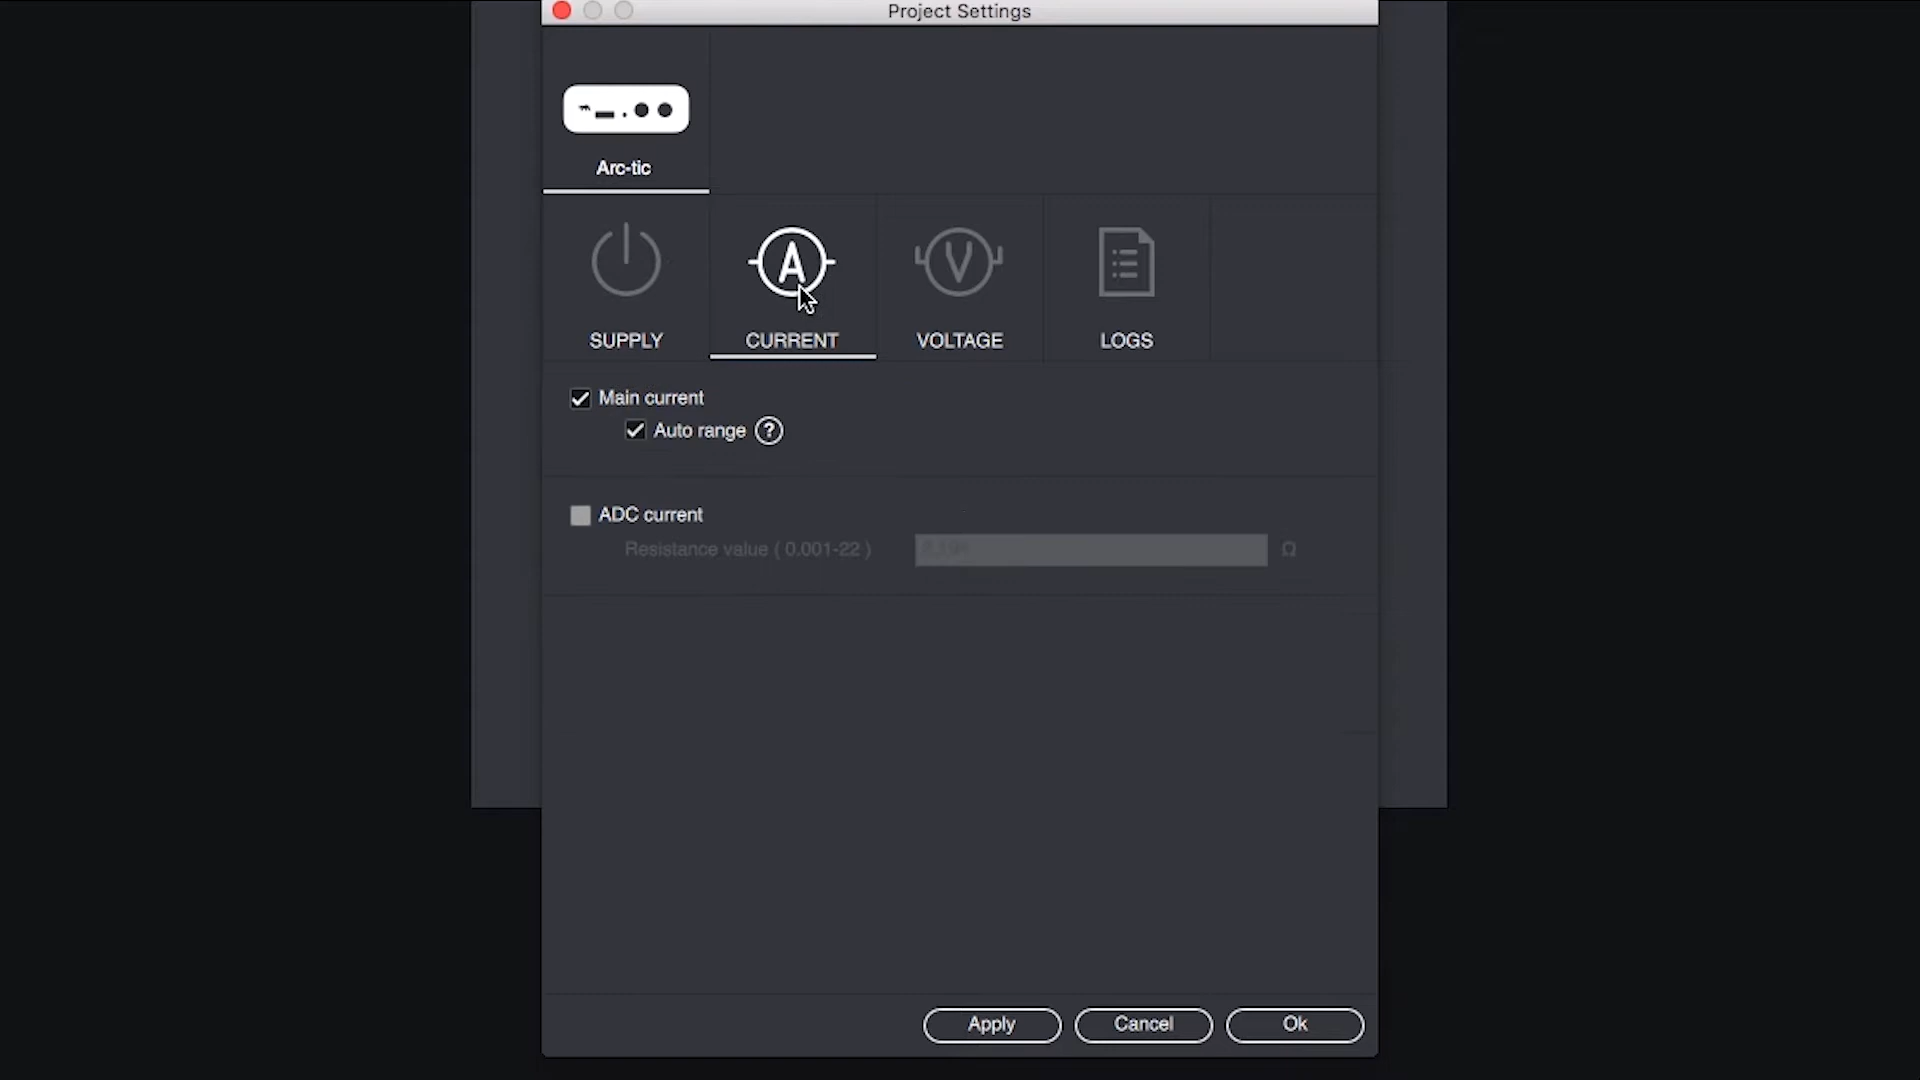 Project Settings
Arc-tic
A
V
SUPPLY
CURRENT
VOLTAGE
LOGS
Main current
Auto range ?
ADC current
Resistance value ( 0.001-22 )
Ω
Apply
Cancel
Ok